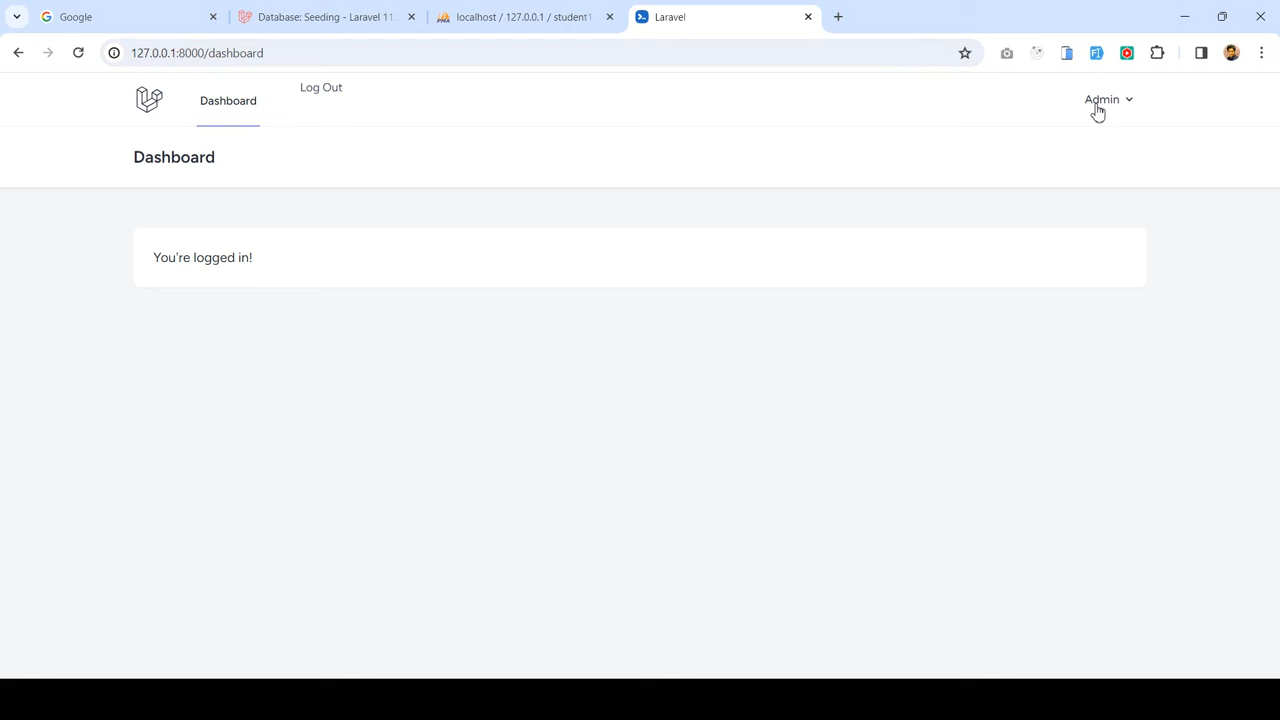 Google
Database: Seeding - Laravel 11.
localhost / 127.0.0.1 / student1
Laravel
127.0.0.1:8000/dashboard
Dashboard
Log Out
Admin
Dashboard
You're logged in!